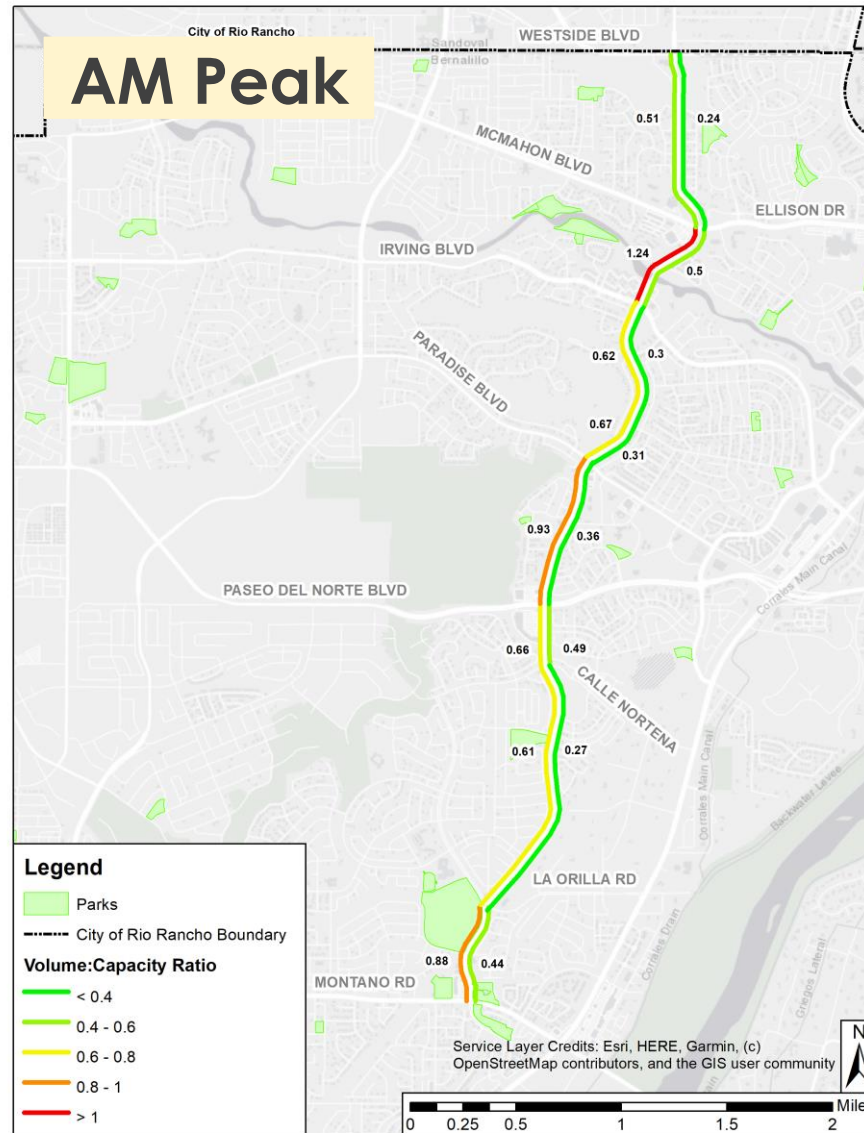 City of Rio Rancho
WESTSIDE BLVD
Sandoval
Bernalillo
AM Peak
0.51
0.24
MCMAHON BLVD
ELLISON DR
IRVING BLVD
1.24
0.5
0.62
0.3
PARADISE BLVD
0.67
0.31
0.93
0.36
Corrales Main Canal
PASEO DEL NORTE BLVD
0.66
0.49
CALLE NORTENA
0.61
0.27
Corrales Main Canal
Backwater Levee
LA ORILLA RD
Corrales Drain
Griegos Lateral
0.88
0.44
MONTANO RD
Legend
Parks
City of Rio Rancho Boundary
Volume:Capacity Ratio
< 0.4
0.4 - 0.6
0.6 - 0.8
0.8 - 1
> 1
Service Layer Credits: Esri, HERE, Garmin, (c)
OpenStreetMap contributors, and the GIS user community
N
Mile
0 0.25 0.5 1 1.5 2